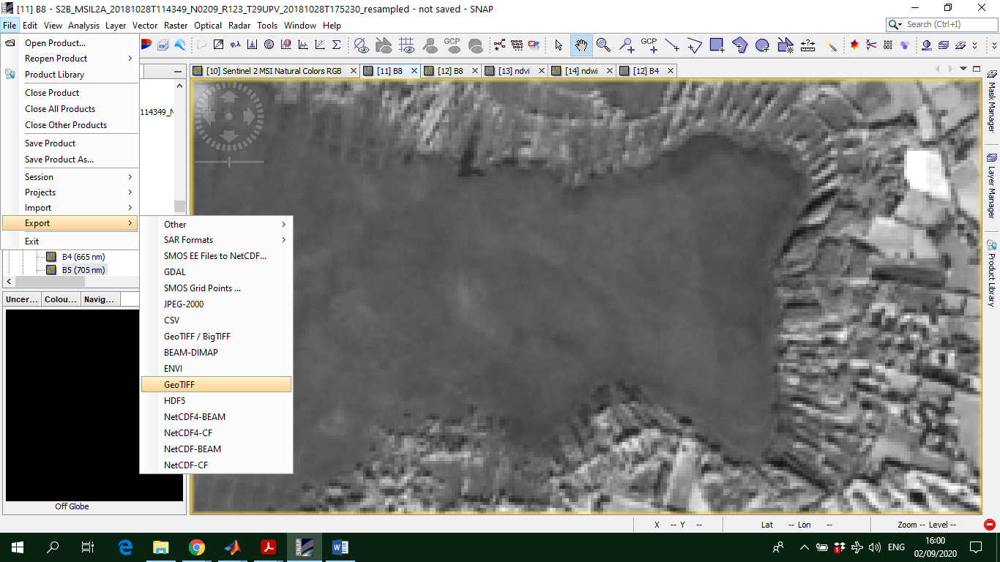 [11] B8 - S2B_MSIL2A_20181028T114349_N0209_R123_T29UPV_20181028T175230_resampled - not saved - SNAP
File Edit View Analysis Layer Vector Raster Optical Radar Tools Window Help
Search (Ctrl+I)
Open Product...
Reopen Product
Product Library
Close Product
Close All Products
Close Other Products
Save Product
Save Product As...
Session
Projects
Import
Export
Exit
GCP
GCP
[10] Sentinel 2 MSI Natural Colors RGB
[11] B8
[12] B8
[13] ndvi
[14] ndwi
[12] B4
114349_N
Other
SAR Formats
SMOS EE Files to NetCDF...
GDAL
SMOS Grid Points ...
JPEG-2000
CSV
GeoTIFF / BigTIFF
BEAM-DIMAP
ENVI
GeoTIFF
HDF5
NetCDF4-BEAM
NetCDF4-CF
NetCDF-BEAM
NetCDF-CF
B4 (665 nm)
B5 (705 nm)
Uncer...
Colou...
Navig...
Off Globe
Mask Manager
Layer Manager
Product Library
X -- Y --
Lat -- Lon --
Zoom -- Level --
SNAP
ENG
16:00
02/09/2020